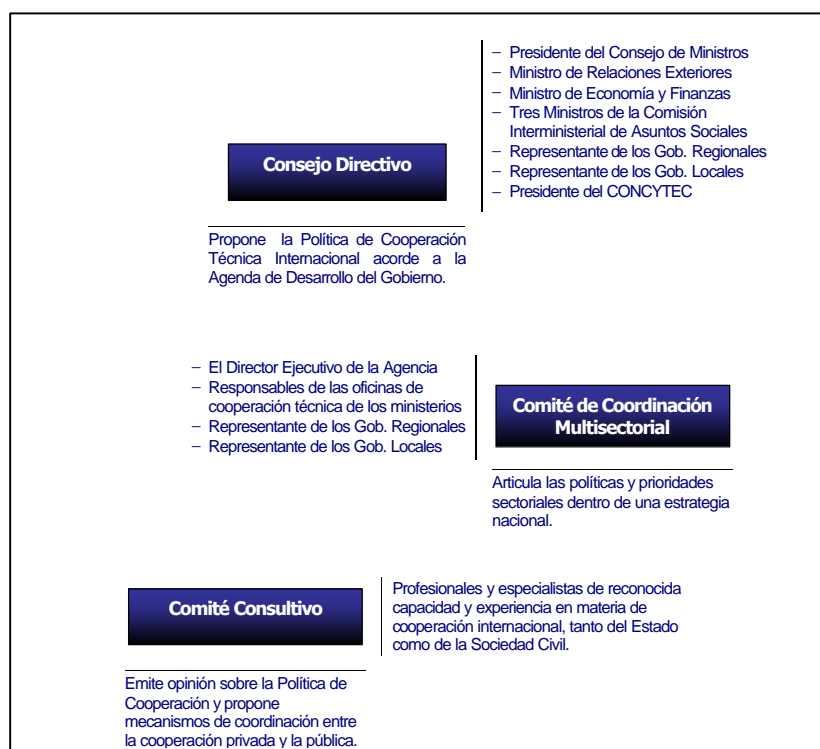 – Presidente del Consejo de Ministros
– Ministro de Relaciones Exteriores
– Ministro de Economía y Finanzas
– Tres Ministros de la Comisión
Interministerial de Asuntos Sociales
– Representante de los Gob. Regionales
– Representante de los Gob. Locales
– Presidente del CONCYTEC
Consejo Directivo
Propone la Política de Cooperación
Técnica Internacional acorde a la
Agenda de Desarrollo del Gobierno.
– El Director Ejecutivo de la Agencia
– Responsables de las oficinas de
cooperación técnica de los ministerios
– Representante de los Gob. Regionales
– Representante de los Gob. Locales
Comité de Coordinación
Multisectorial
Articula las políticas y prioridades
sectoriales dentro de una estrategia
nacional.
Comité Consultivo
Profesionales y especialistas de reconocida
capacidad y experiencia en materia de
cooperación internacional, tanto del Estado
como de la Sociedad Civil.
Emite opinión sobre la Política de
Cooperación y propone
mecanismos de coordinación entre
la cooperación privada y la pública.